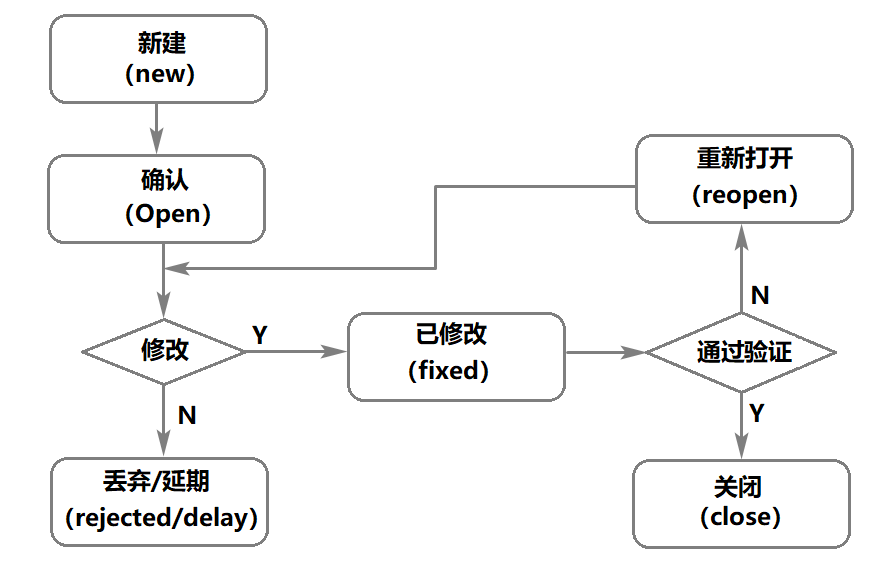 新建
（new）
确认
（Open）
重新打开
（reopen）
N
修改
Y
已修改
（fixed）
通过验证
N
Y
丢弃/延期
（rejected/delay）
关闭
（close）